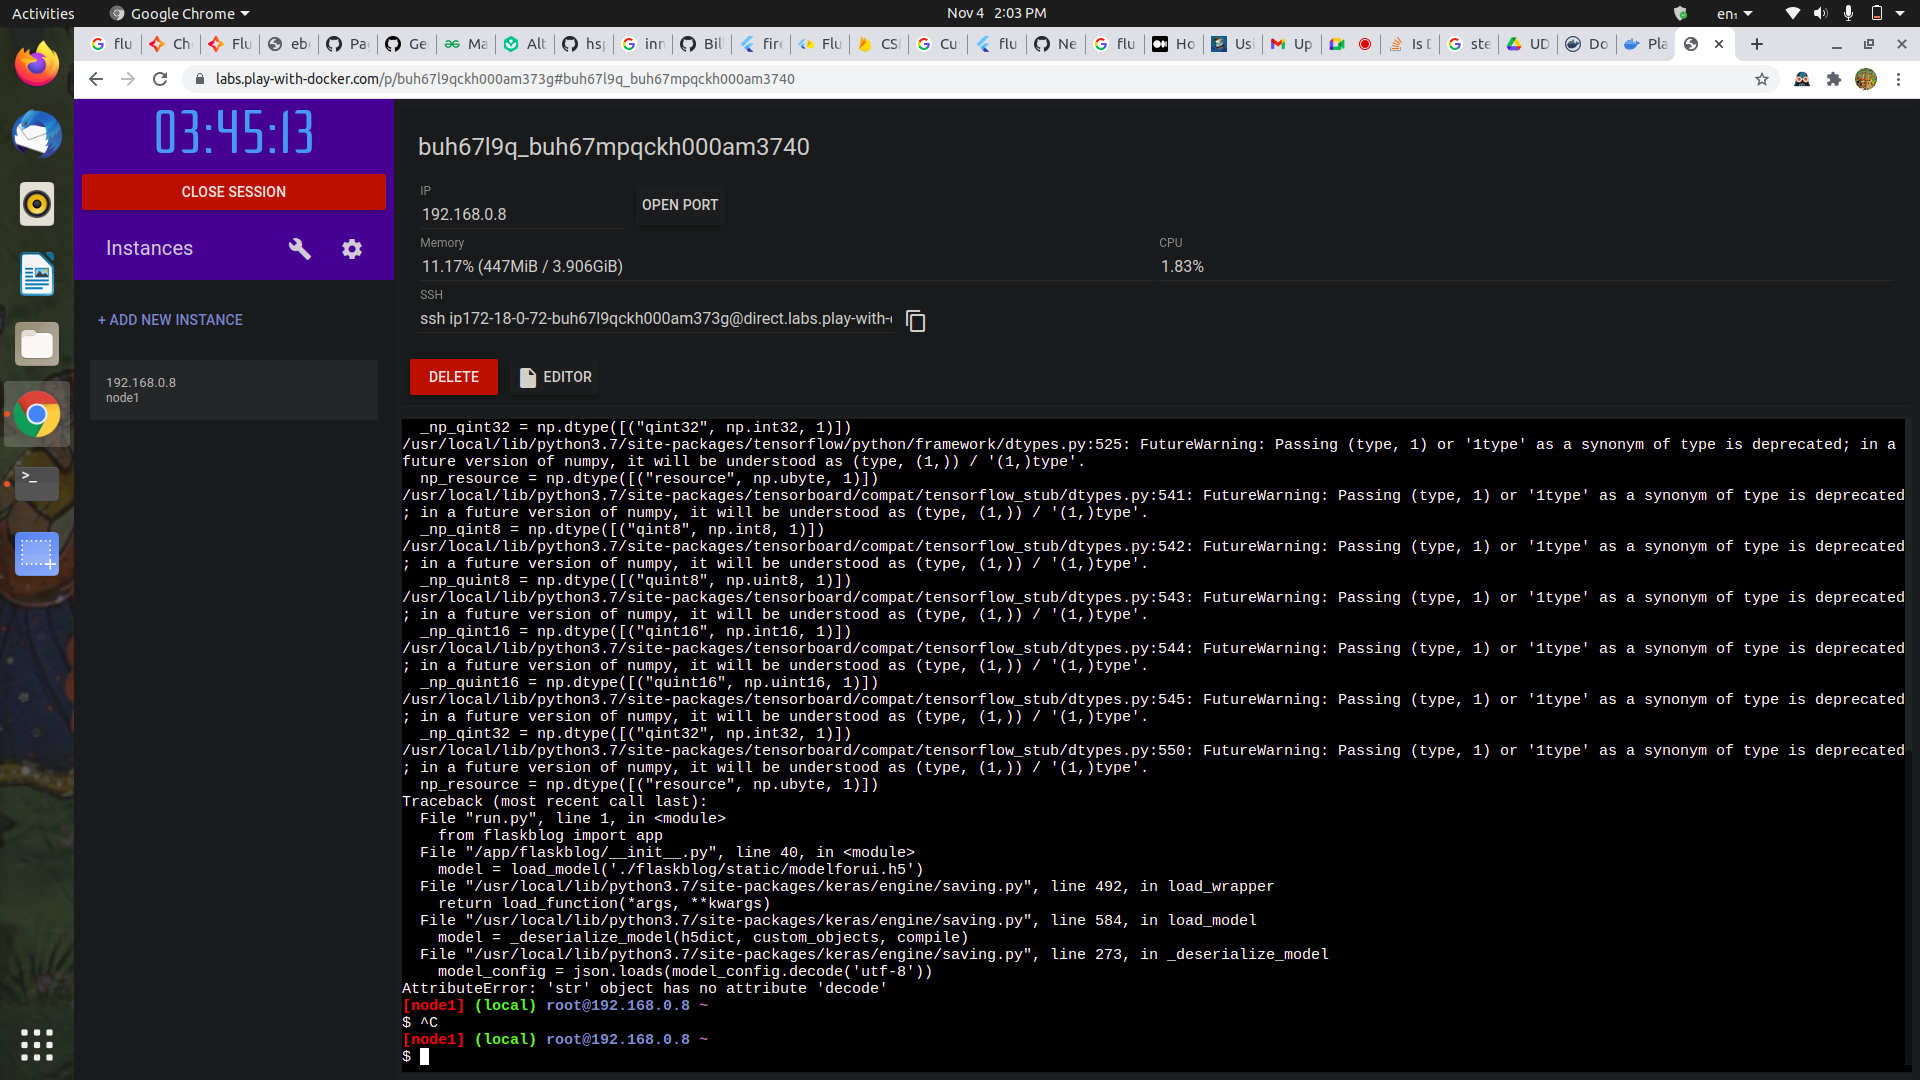 Activities
Google Chrome
Nov 4 2:03 PM
en₁
flu
Ch
Flu
eb
Pa
Ge
Ma
Alt
hs
inn
Bil
fire
Flu
CS
Cu
flu
Ne
flu
Ho
Usi
Up
Is D
ste
UD
Do
Pla
labs.play-with-docker.com/p/buh67l9qckh000am373g#buh67l9q_buh67mpqckh000am3740
03:45:13
CLOSE SESSION
Instances
+ ADD NEW INSTANCE
192.168.0.8
node1
buh67l9q_buh67mpqckh000am3740
IP
192.168.0.8
OPEN PORT
Memory
11.17% (447MiB / 3.906GiB)
CPU
1.83%
SSH
ssh ip172-18-0-72-buh67l9qckh000am373g@direct.labs.play-with-
DELETE
EDITOR
_np_qint32 = np.dtype([("qint32", np.int32, 1)])
/usr/local/lib/python3.7/site-packages/tensorflow/python/framework/dtypes.py:525: FutureWarning: Passing (type, 1) or '1type' as a synonym of type is deprecated; in a
future version of numpy, it will be understood as (type, (1,)) / '(1,)type'.
np_resource = np.dtype([("resource", np.ubyte, 1)])
/usr/local/lib/python3.7/site-packages/tensorboard/compat/tensorflow_stub/dtypes.py:541: FutureWarning: Passing (type, 1) or '1type' as a synonym of type is deprecated
; in a future version of numpy, it will be understood as (type, (1,)) / '(1,)type'.
_np_qint8 = np.dtype([("qint8", np.int8, 1)])
/usr/local/lib/python3.7/site-packages/tensorboard/compat/tensorflow_stub/dtypes.py:542: FutureWarning: Passing (type, 1) or '1type' as a synonym of type is deprecated
; in a future version of numpy, it will be understood as (type, (1,)) / '(1,)type'.
_np_quint8 = np.dtype([("quint8", np.uint8, 1)])
/usr/local/lib/python3.7/site-packages/tensorboard/compat/tensorflow_stub/dtypes.py:543: FutureWarning: Passing (type, 1) or '1type' as a synonym of type is deprecated
; in a future version of numpy, it will be understood as (type, (1,)) / '(1,)type'.
_np_qint16 = np.dtype([("qint16", np.int16, 1)])
/usr/local/lib/python3.7/site-packages/tensorboard/compat/tensorflow_stub/dtypes.py:544: FutureWarning: Passing (type, 1) or '1type' as a synonym of type is deprecated
; in a future version of numpy, it will be understood as (type, (1,)) / '(1,)type'.
_np_quint16 = np.dtype([("quint16", np.uint16, 1)])
/usr/local/lib/python3.7/site-packages/tensorboard/compat/tensorflow_stub/dtypes.py:545: FutureWarning: Passing (type, 1) or '1type' as a synonym of type is deprecated
; in a future version of numpy, it will be understood as (type, (1,)) / '(1,)type'.
_np_qint32 = np.dtype([("qint32", np.int32, 1)])
/usr/local/lib/python3.7/site-packages/tensorboard/compat/tensorflow_stub/dtypes.py:550: FutureWarning: Passing (type, 1) or '1type' as a synonym of type is deprecated
; in a future version of numpy, it will be understood as (type, (1,)) / '(1,)type'.
np_resource = np.dtype([("resource", np.ubyte, 1)])
Traceback (most recent call last):
File "run.py", line 1, in <module>
from flaskblog import app
File "/app/flaskblog/__init__.py", line 40, in <module>
model = load_model('./flaskblog/static/modelforui.h5')
File "/usr/local/lib/python3.7/site-packages/keras/engine/saving.py", line 492, in load_wrapper
return load_function(*args, **kwargs)
File "/usr/local/lib/python3.7/site-packages/keras/engine/saving.py", line 584, in load_model
model = _deserialize_model(h5dict, custom_objects, compile)
File "/usr/local/lib/python3.7/site-packages/keras/engine/saving.py", line 273, in _deserialize_model
model_config = json.loads(model_config.decode('utf-8'))
AttributeError: 'str' object has no attribute 'decode'
[node1] (local) root@192.168.0.8 ~
$ ^C
[node1] (local) root@192.168.0.8 ~
$